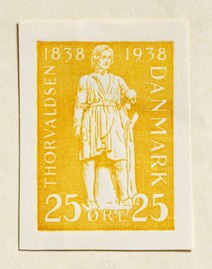 1838 1938
THORVALDSEN
DANMARK
25 ØRE 25